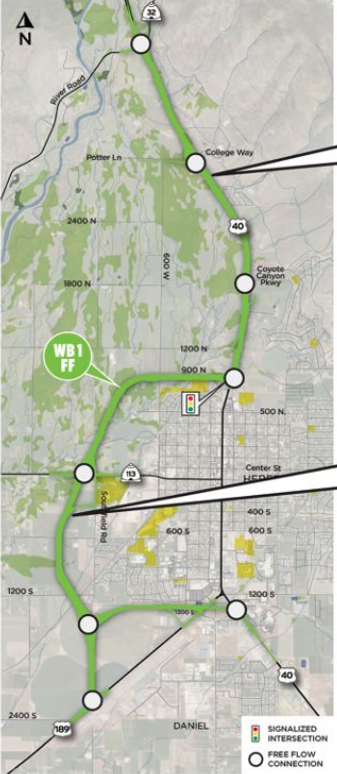 N
32
River Road
Potter Ln
College Way
2400 N
40
600 W
Coyote
Canyon
Pkwy
1800 N
1200 N
WB1
FF
900 N
500 N.
113
Center St
Southfield Rd
400 S
600 S
600 S
1200 S
1200 S
1300 S
40
2400 S
189
DANIEL
SIGNALIZED
INTERSECTION
FREE FLOW
CONNECTION